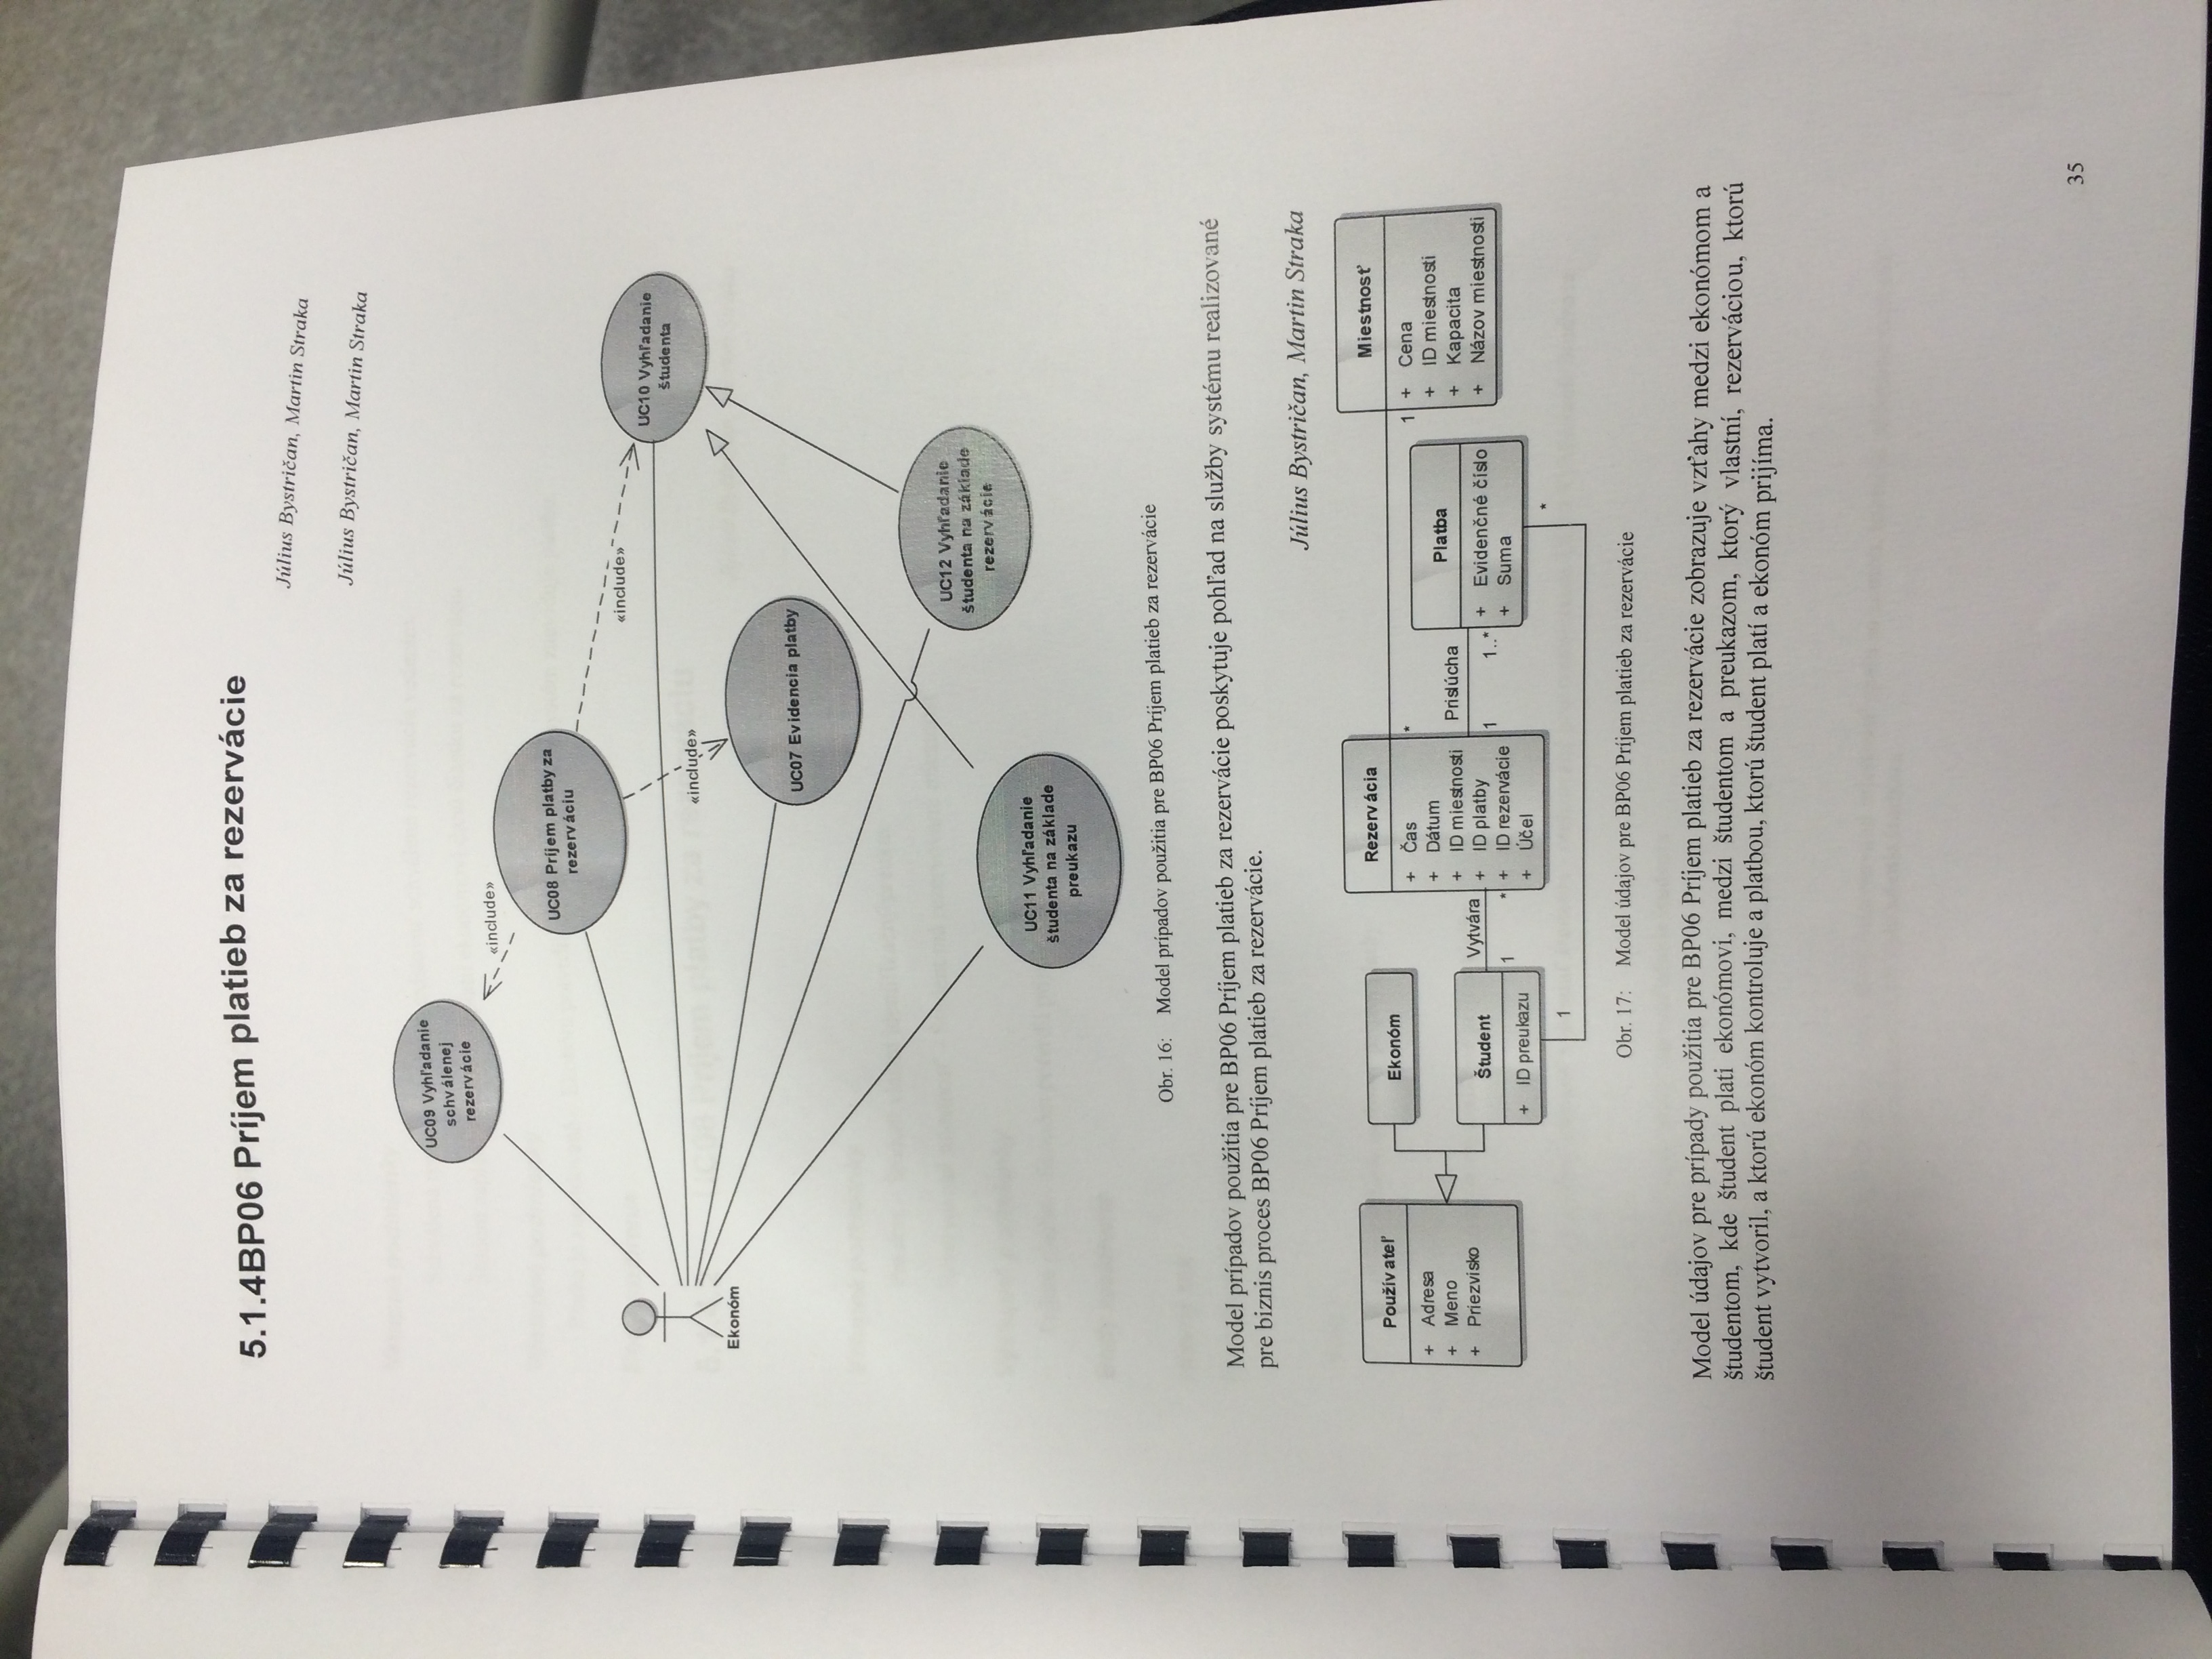 5.1.4BP06 Príjem platieb za rezervácie
Július Bystričan, Martin Straka
Július Bystričan, Martin Straka
UC09 Vyhľadanie
schválenej
rezervácie
«include»
UC08 Príjem platby za
rezerváciu
«include»
UC10 Vyhľadanie
študenta
«include»
Ekonóm
UC07 Evidencia platby
UC12 Vyhľadanie
študenta na základe
rezervácie
UC11 Vyhľadanie
študenta na základe
preukazu
Obr. 16: Model prípadov použitia pre BP06 Príjem platieb za rezervácie
Model prípadov použitia pre BP06 Príjem platieb za rezervácie poskytuje pohľad na služby systému realizované
pre biznis proces BP06 Príjem platieb za rezervácie.
Július Bystričan, Martin Straka
Používateľ
+ Adresa
+ Meno
+ Priezvisko
Ekonóm
Študent
+ ID preukazu
Vytvára
1
*
1
Rezervácia
+ Čas
+ Dátum
+ ID miestnosti
+ ID platby
+ ID rezervácie
+ Účel
*
1
Prislúcha
1
1..*
Platba
+ Evidenčné číslo
+ Suma
*
Miestnosť
+ Cena
+ ID miestnosti
+ Kapacita
+ Názov miestnosti
Obr. 17: Model údajov pre BP06 Príjem platieb za rezervácie
Model údajov pre prípady použitia pre BP06 Príjem platieb za rezervácie zobrazuje vzťahy medzi ekonómom a
študentom, kde študent plati ekonómovi, medzi študentom a preukazom, ktorý vlastní, rezerváciou, ktorú
študent vytvoril, a ktorú ekonóm kontroluje a platbou, ktorú študent platí a ekonóm prijíma.
35